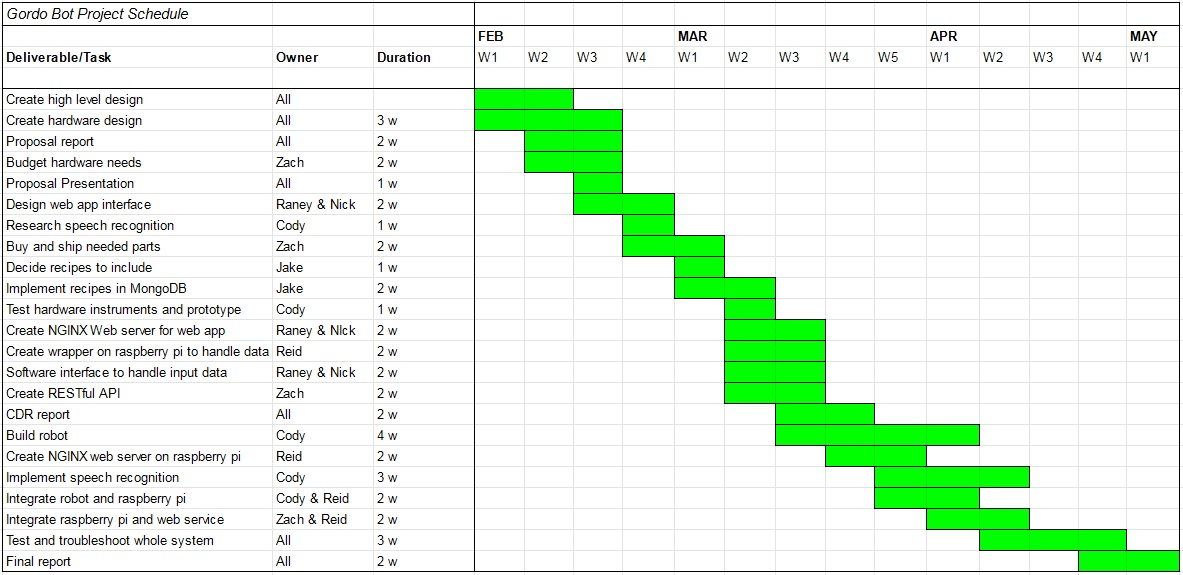 Gordo Bot Project Schedule
FEB MAR APR MAY
Deliverable/Task Owner Duration W1 W2 W3 W4 W1 W2 W3 W4 W5 W1 W2 W3 W4 W1
Create high level design All
Create hardware design All 3 w
Proposal report All 2 w
Budget hardware needs Zach 2 w
Proposal Presentation All 1 w
Design web app interface Raney & Nick 2 w
Research speech recognition Cody 1 w
Buy and ship needed parts Zach 2 w
Decide recipes to include Jake 1 w
Implement recipes in MongoDB Jake 2 w
Test hardware instruments and prototype Cody 1 w
Create NGINX Web server for web app Raney & NIck 2 w
Create wrapper on raspberry pi to handle data Reid 2 w
Software interface to handle input data Raney & Nick 2 w
Create RESTful API Zach 2 w
CDR report All 2 w
Build robot Cody 4 w
Create NGINX web server on raspberry pi Reid 2 w
Implement speech recognition Cody 3 w
Integrate robot and raspberry pi Cody & Reid 2 w
Integrate raspberry pi and web service Zach & Reid 2 w
Test and troubleshoot whole system All 3 w
Final report All 2 w